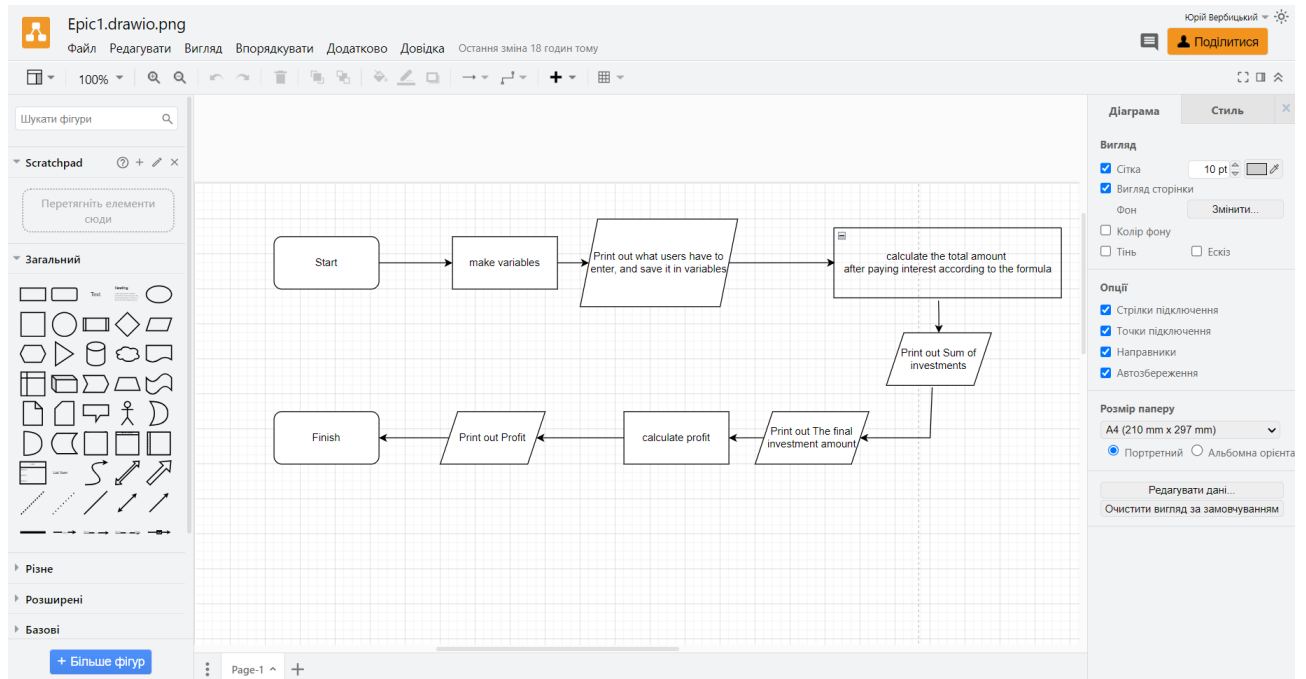 Epic1.drawio.png
Юрій Вербицький
Файл Редагувати Вигляд Впорядкувати Додатково Довідка Остання зміна 18 годин тому
Поділитися
100%
Шукати фігури
Scratchpad
Перетягніть елементи
сюди
Загальний
Text
Heading
List Item
Різне
Розширені
Базові
+ Більше фігур
Start
make variables
Print out what users have to
enter, and save it in variables
calculate the total amount
after paying interest according to the formula
Print out Sum of
investments
Print out The final
investment amount
calculate profit
Print out Profit
Finish
Page-1
Діаграма Стиль
Вигляд
Сітка 10 pt
Вигляд сторінки
Фон Змінити...
Колір фону
Тінь Ескіз
Опції
Стрілки підключення
Точки підключення
Направники
Автозбереження
Розмір паперу
A4 (210 mm x 297 mm)
Портретний Альбомна орієнта
Редагувати дані...
Очистити вигляд за замовчуванням